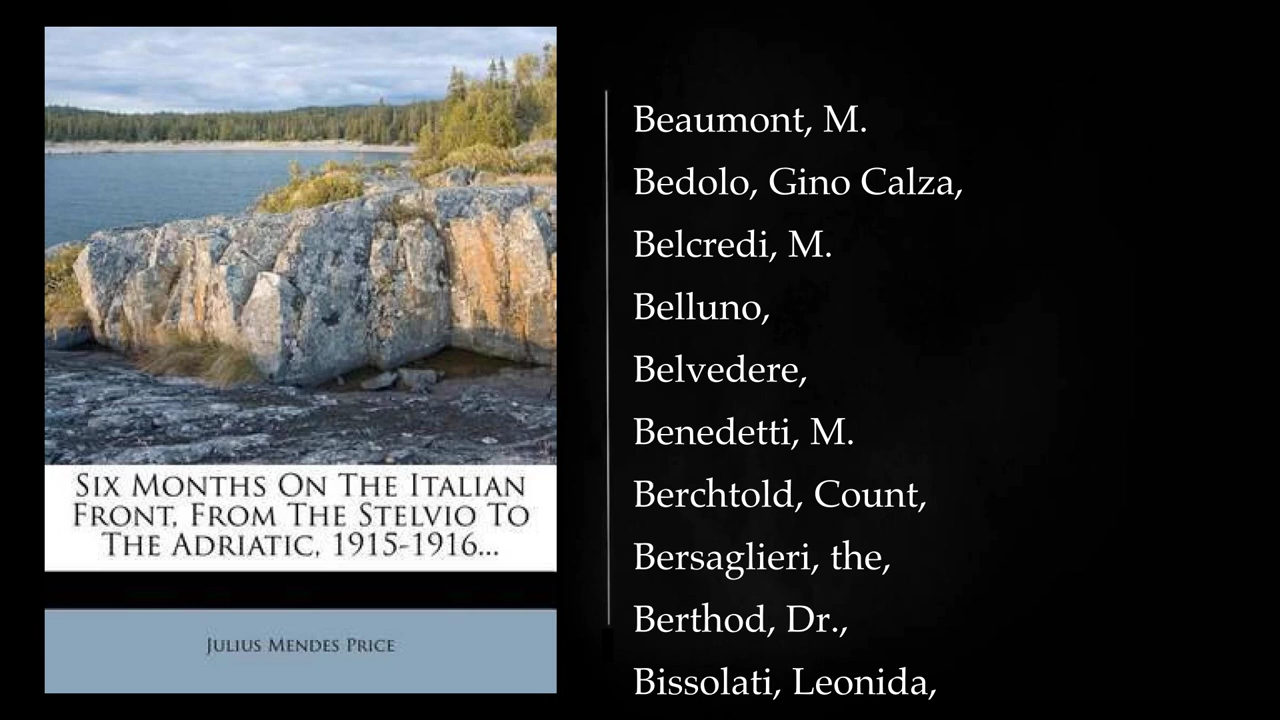 Six Months On The Italian
Front, From The Stelvio To
The Adriatic, 1915-1916...
Julius Mendes Price
Beaumont, M.
Bedolo, Gino Calza,
Belcredi, M.
Belluno,
Belvedere,
Benedetti, M.
Berchtold, Count,
Bersaglieri, the,
Berthod, Dr.,
Bissolati, Leonida,